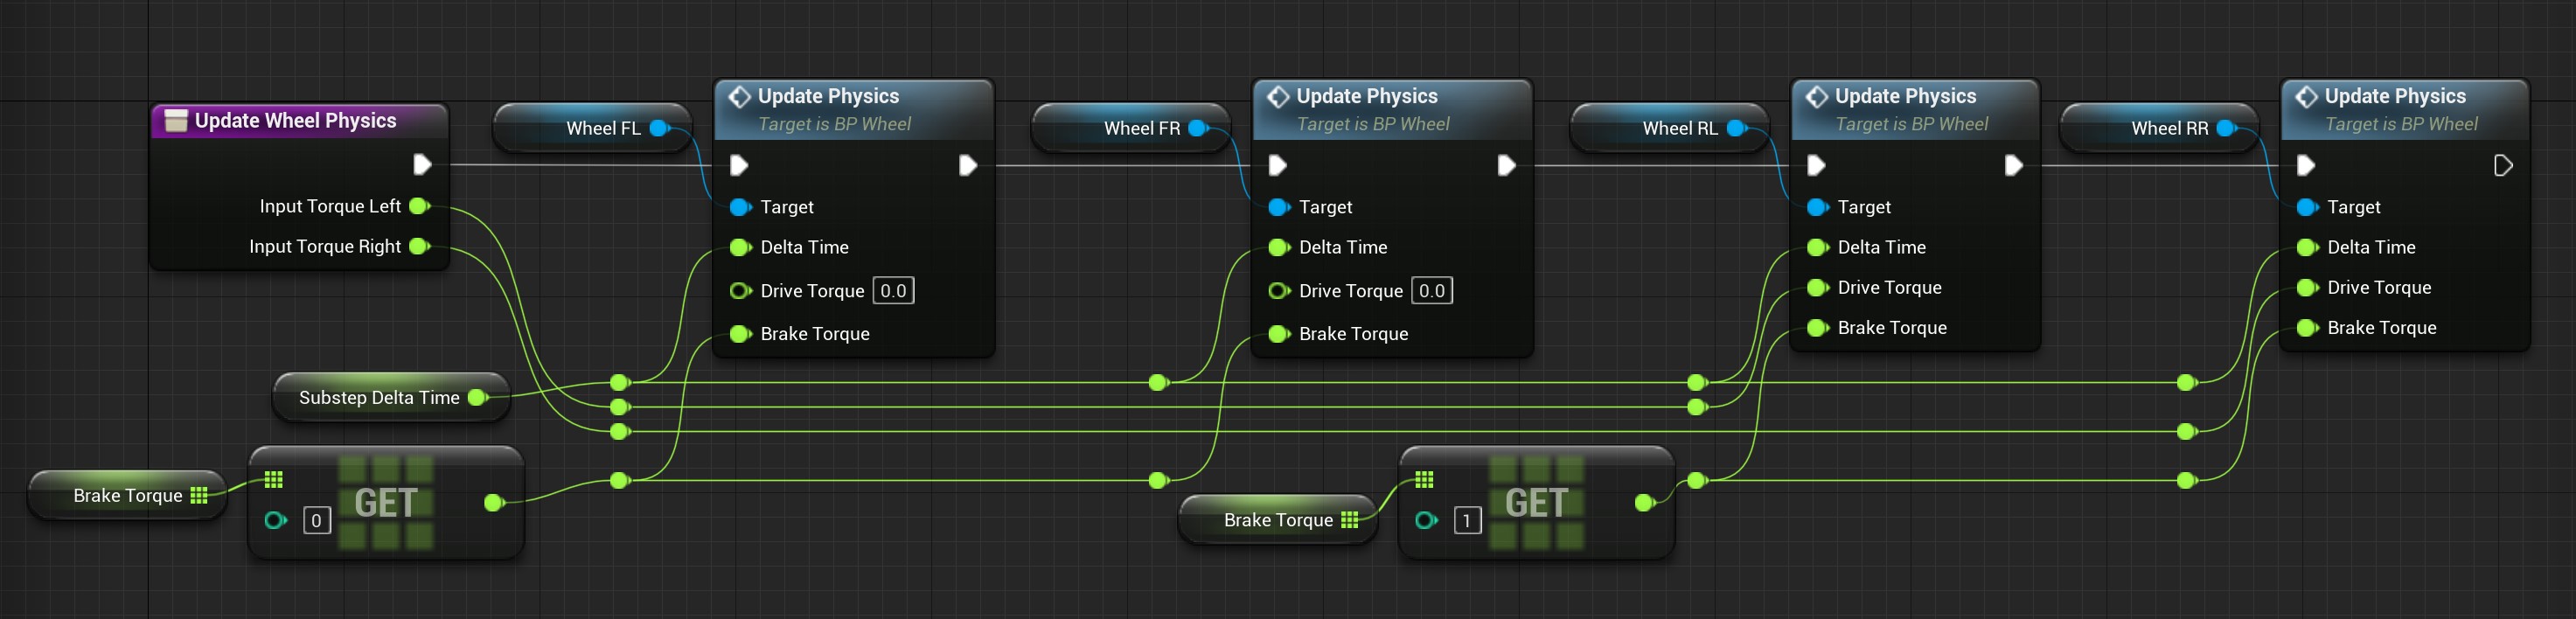 Update Wheel Physics
Input Torque Left
Input Torque Right
Wheel FL
Update Physics
Target is BP Wheel
Target
Delta Time
Drive Torque 0.0
Brake Torque
Wheel FR
Update Physics
Target is BP Wheel
Target
Delta Time
Drive Torque 0.0
Brake Torque
Wheel RL
Update Physics
Target is BP Wheel
Target
Delta Time
Drive Torque
Brake Torque
Wheel RR
Update Physics
Target is BP Wheel
Target
Delta Time
Drive Torque
Brake Torque
Substep Delta Time
Brake Torque
GET
0
Brake Torque
GET
1